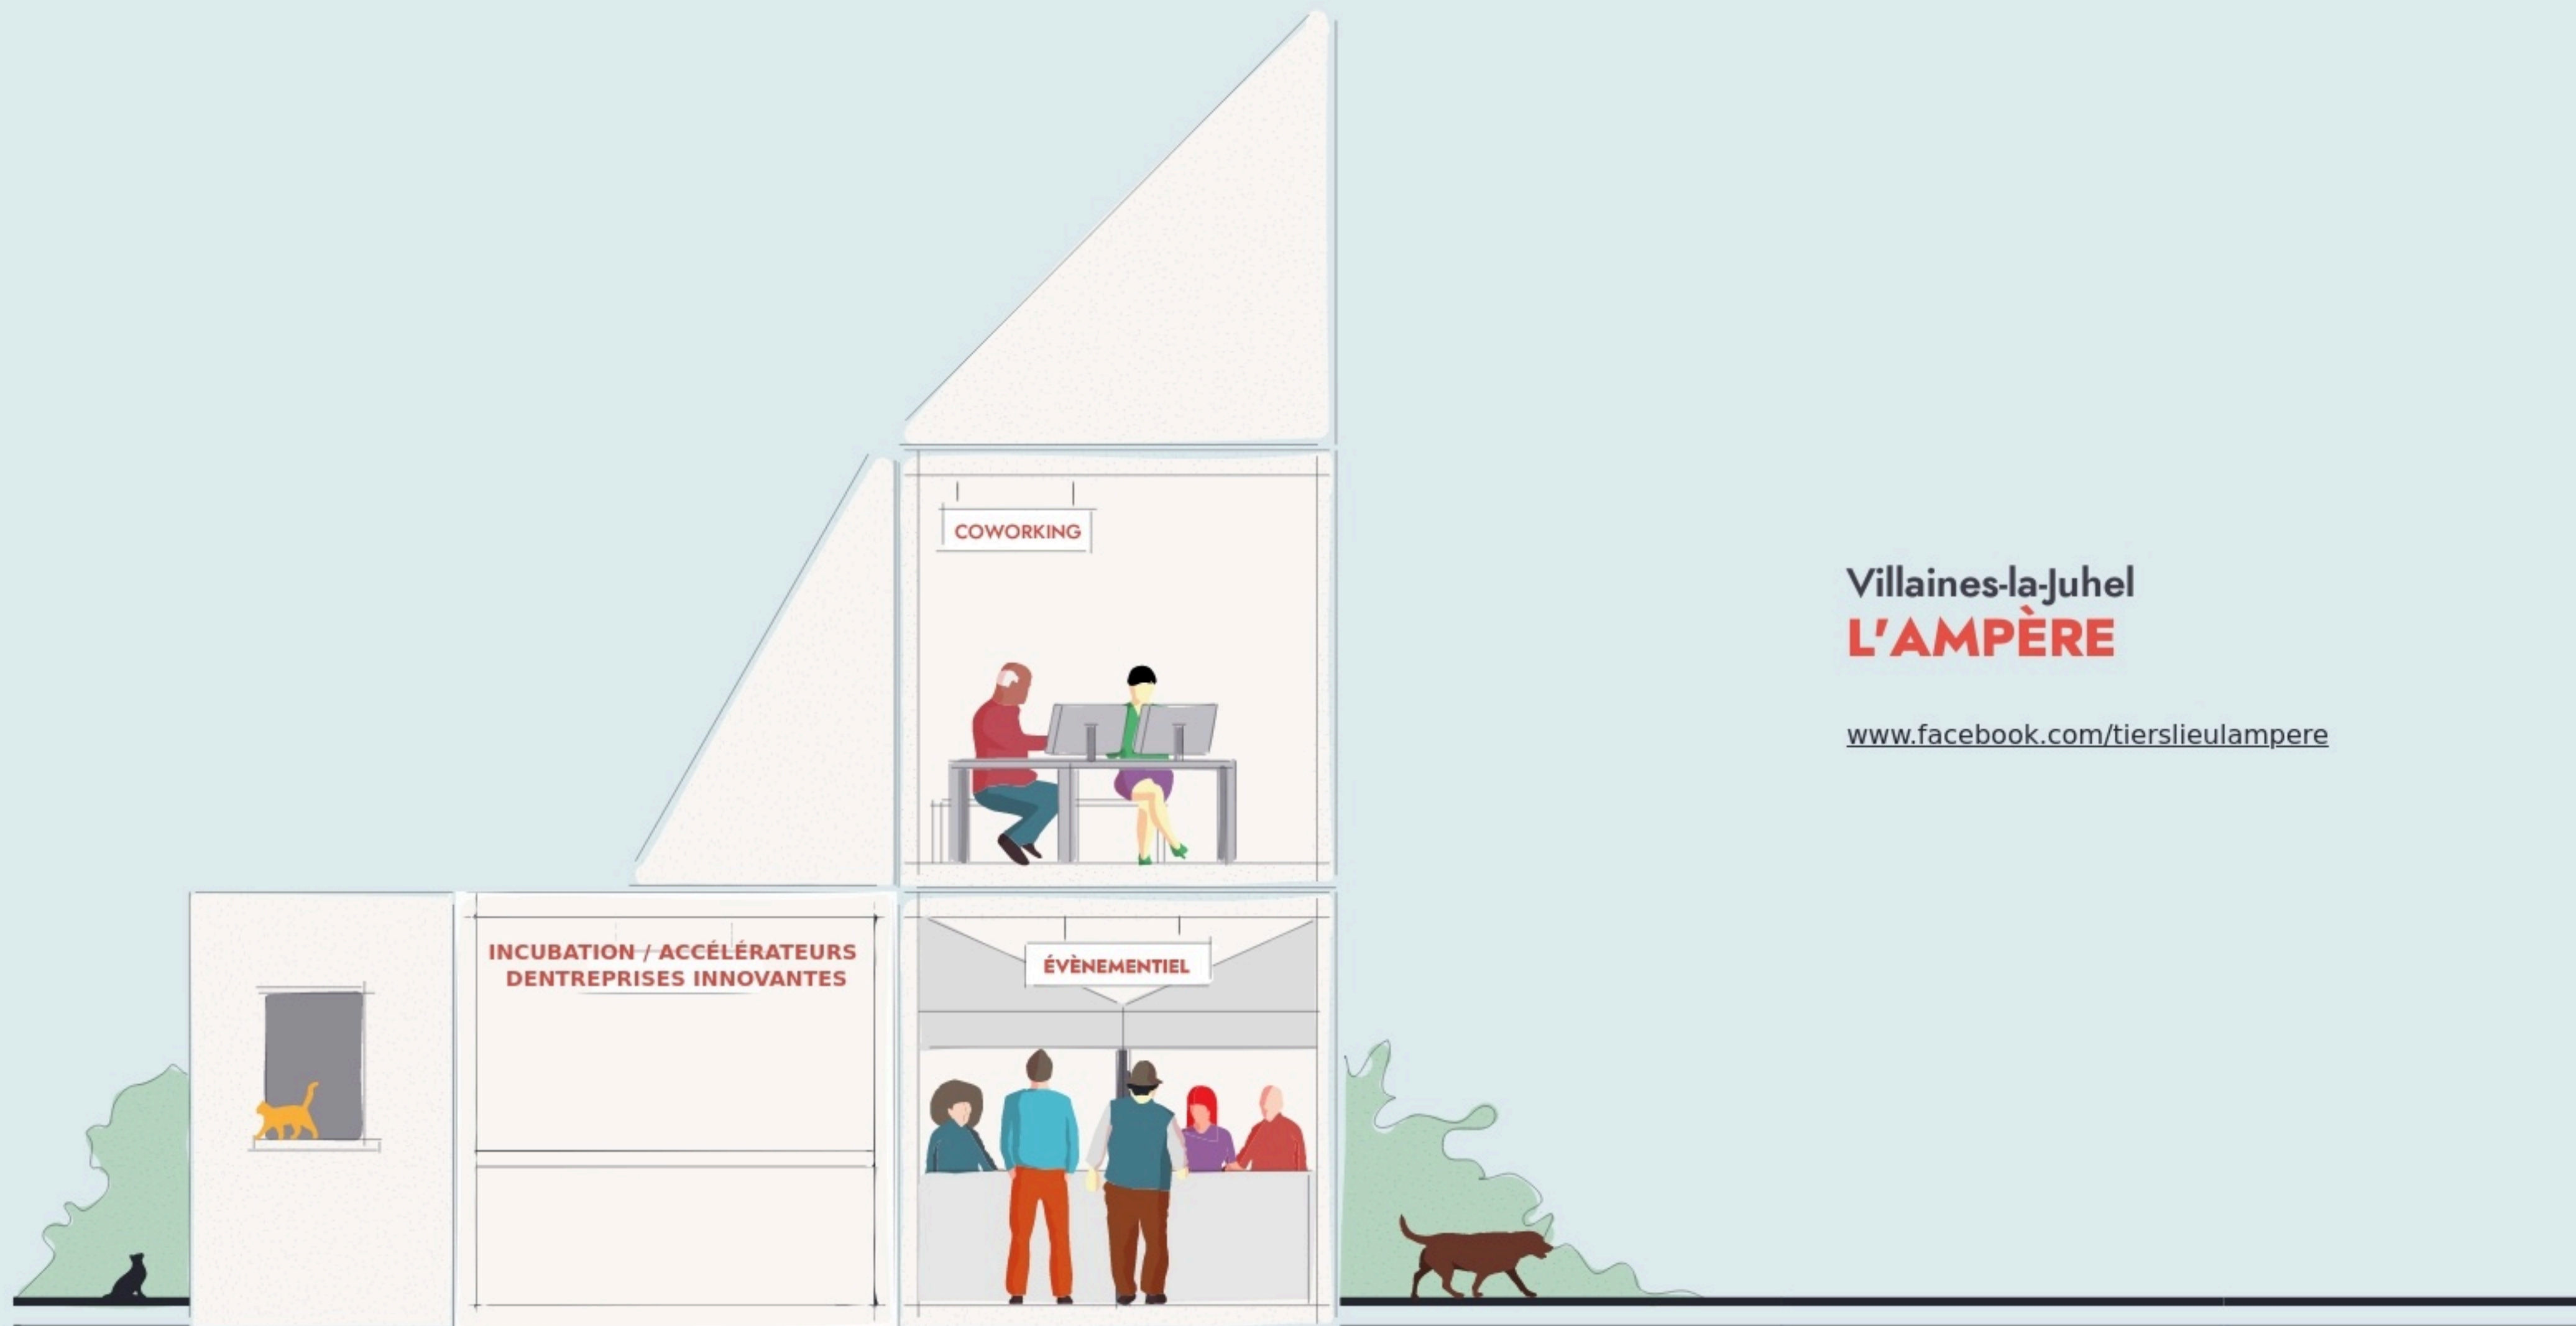 COWORKING
Villaines-la-Juhel
L'AMPÈRE
www.facebook.com/tierslieulampere
INCUBATION / ACCÉLÉRATEURS
DENTREPRISES INNOVANTES
ÉVÈNEMENTIEL